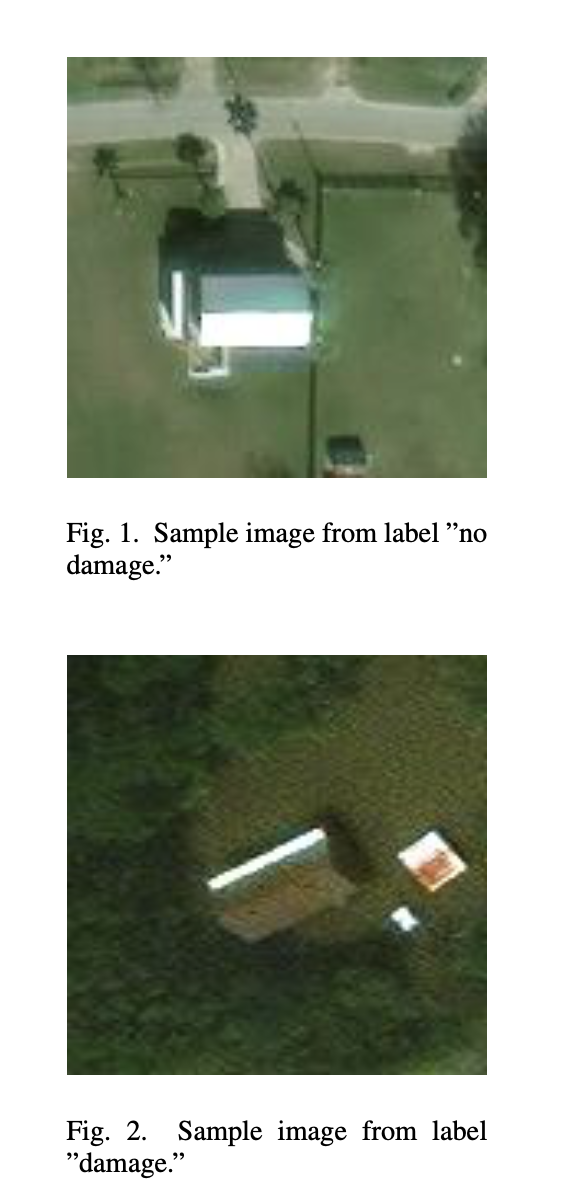 Fig. 1. Sample image from label ”no
damage.”
Fig. 2. Sample image from label
”damage.”